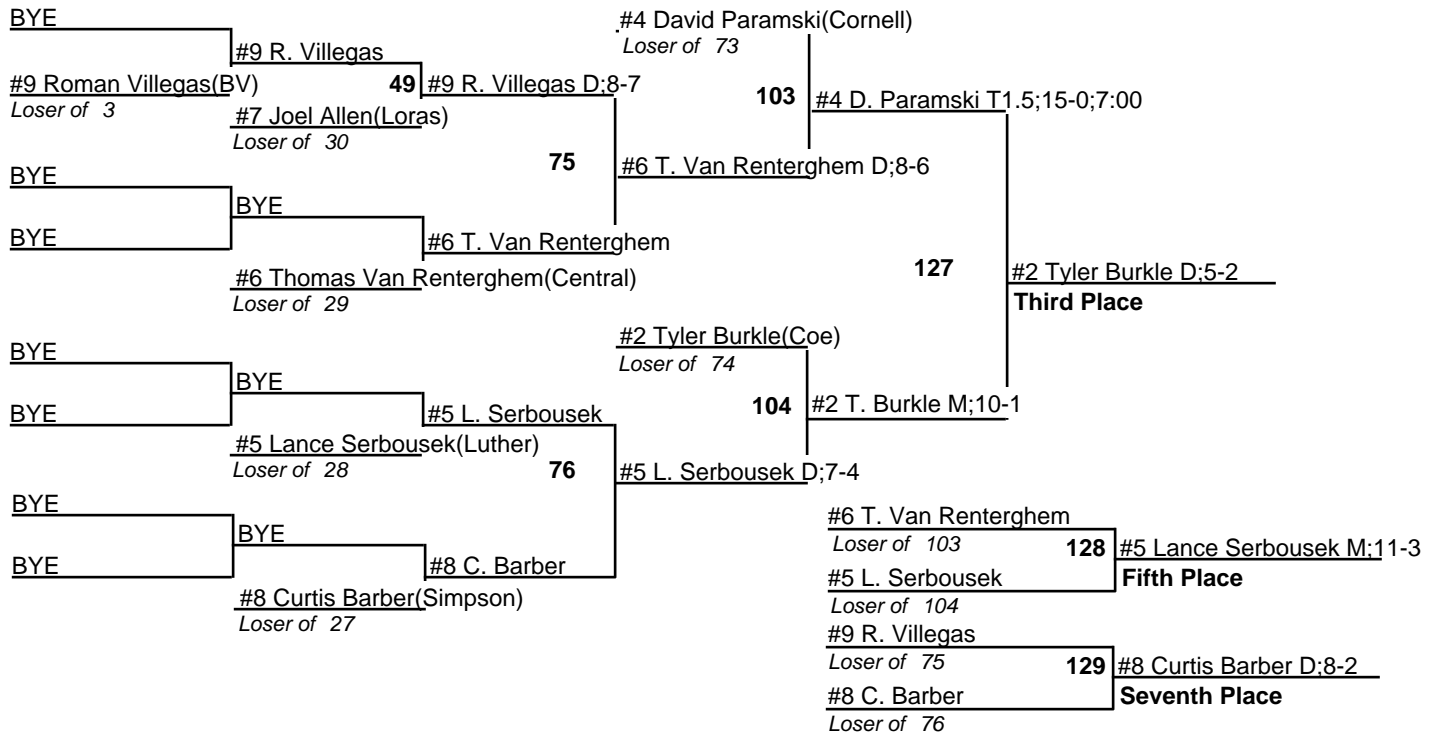 BYE
#9 R. Villegas
#9 Roman Villegas(BV)
Loser of 3
49
#9 R. Villegas D;8-7
#7 Joel Allen(Loras)
Loser of 30
75
BYE
BYE
BYE
#6 T. Van Renterghem
#6 Thomas Van Renterghem(Central)
Loser of 29
#4 David Paramski(Cornell)
Loser of 73
103
#4 D. Paramski T1.5;15-0;7:00
#6 T. Van Renterghem D;8-6
127
#2 Tyler Burkle D;5-2
Third Place
BYE
BYE
BYE
#5 L. Serbousek
#5 Lance Serbousek(Luther)
Loser of 28
76
BYE
BYE
BYE
#8 C. Barber
#8 Curtis Barber(Simpson)
Loser of 27
#2 Tyler Burkle(Coe)
Loser of 74
104
#2 T. Burkle M;10-1
#5 L. Serbousek D;7-4
#6 T. Van Renterghem
Loser of 103
128
#5 Lance Serbousek M;11-3
Fifth Place
#5 L. Serbousek
Loser of 104
#9 R. Villegas
Loser of 75
129
#8 Curtis Barber D;8-2
Seventh Place
#8 C. Barber
Loser of 76